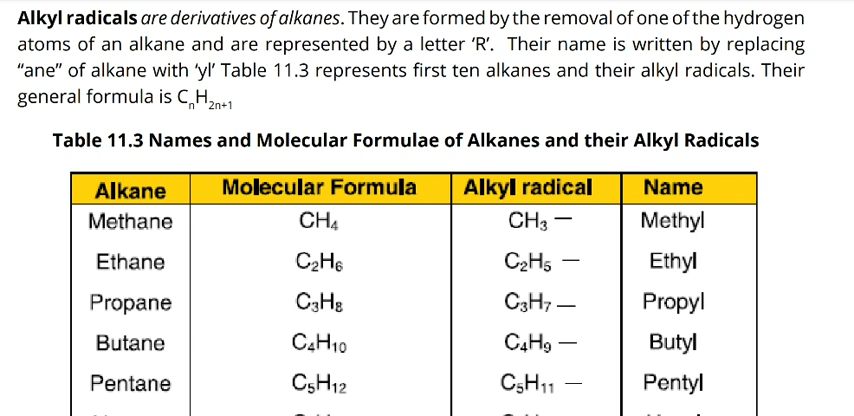 Alkyl radicals are derivatives of alkanes. They are formed by the removal of one of the hydrogen
atoms of an alkane and are represented by a letter ‘R’. Their name is written by replacing
“ane” of alkane with ‘yl’ Table 11.3 represents first ten alkanes and their alkyl radicals. Their
general formula is CₙH₂ₙ₊₁
Table 11.3 Names and Molecular Formulae of Alkanes and their Alkyl Radicals
Alkane Molecular Formula Alkyl radical Name
Methane CH₄ CH₃ — Methyl
Ethane C₂H₆ C₂H₅ — Ethyl
Propane C₃H₈ C₃H₇ — Propyl
Butane C₄H₁₀ C₄H₉ — Butyl
Pentane C₅H₁₂ C₅H₁₁ — Pentyl